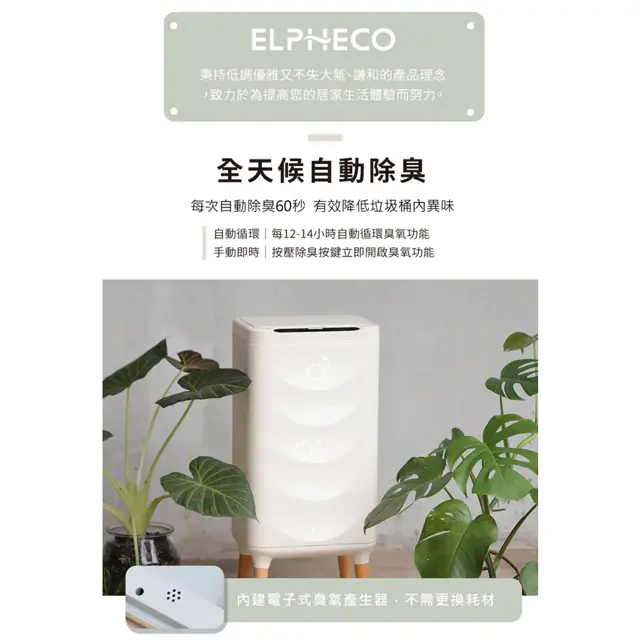 ELPHECO
秉持低調優雅又不失大氣、謙和的產品理念
,致力於為提高您的居家生活體驗而努力。
全天候自動除臭
每次自動除臭60秒 有效降低垃圾桶內異味
自動循環｜每12-14小時自動循環臭氧功能
手動即時｜按壓除臭按鍵立即開啟臭氧功能
內建電子式臭氧產生器．不需更換耗材